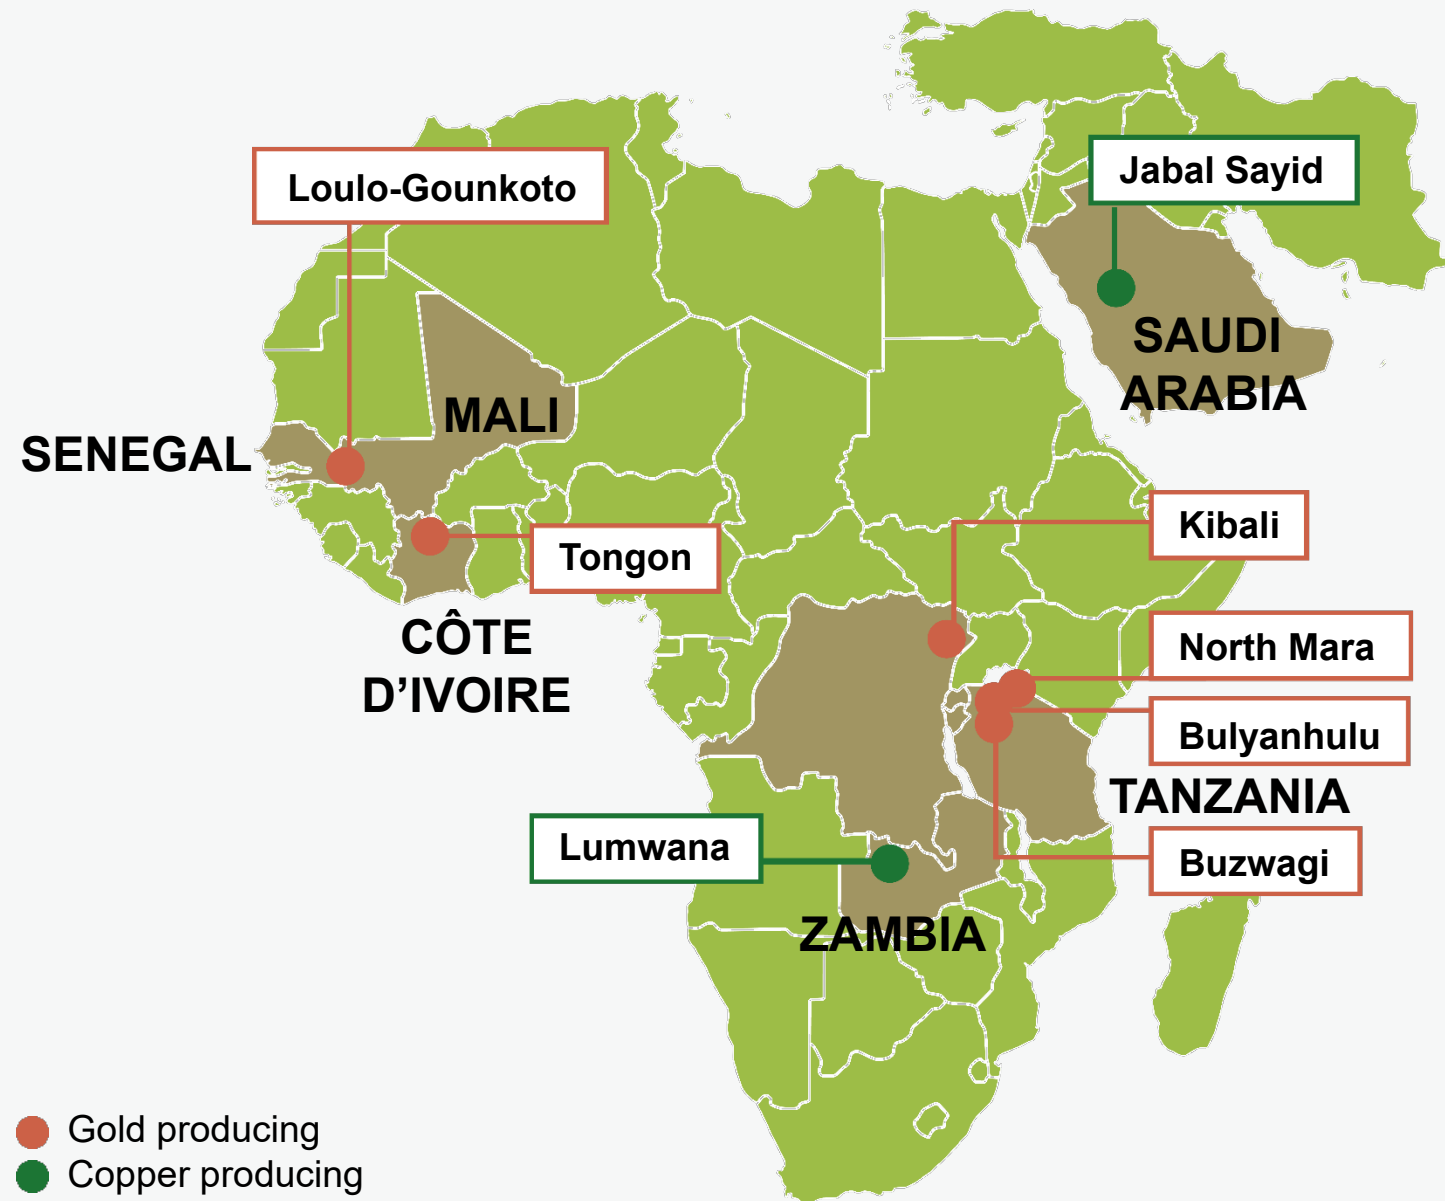 Loulo-Gounkoto
Jabal Sayid
SAUDI
ARABIA
MALI
SENEGAL
Kibali
Tongon
CÔTE
D’IVOIRE
North Mara
Bulyanhulu
TANZANIA
Lumwana
Buzwagi
ZAMBIA
Gold producing
Copper producing